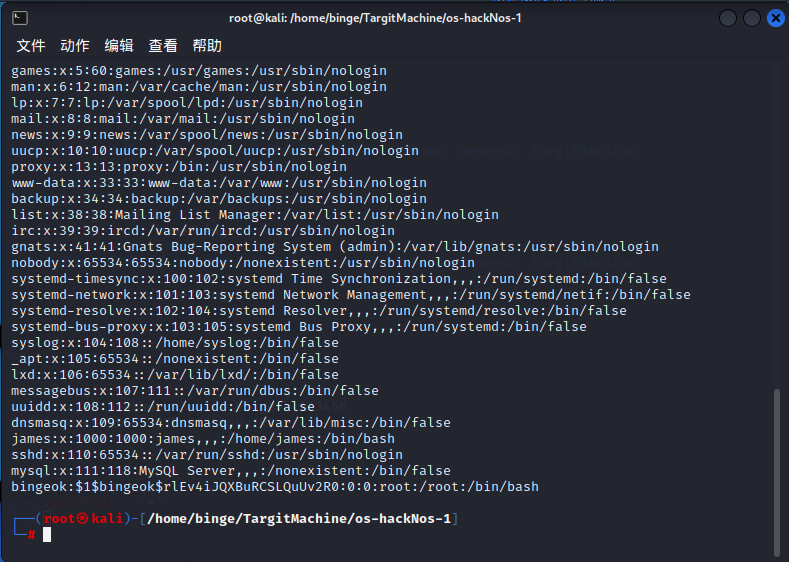 root@kali: /home/binge/TargitMachine/os-hackNos-1
文件 动作 编辑 查看 帮助
games:x:5:60:games:/usr/games:/usr/sbin/nologin
man:x:6:12:man:/var/cache/man:/usr/sbin/nologin
lp:x:7:7:lp:/var/spool/lpd:/usr/sbin/nologin
mail:x:8:8:mail:/var/mail:/usr/sbin/nologin
news:x:9:9:news:/var/spool/news:/usr/sbin/nologin
uucp:x:10:10:uucp:/var/spool/uucp:/usr/sbin/nologin
proxy:x:13:13:proxy:/bin:/usr/sbin/nologin
www-data:x:33:33:www-data:/var/www:/usr/sbin/nologin
backup:x:34:34:backup:/var/backups:/usr/sbin/nologin
list:x:38:38:Mailing List Manager:/var/list:/usr/sbin/nologin
irc:x:39:39:ircd:/var/run/ircd:/usr/sbin/nologin
gnats:x:41:41:Gnats Bug-Reporting System (admin):/var/lib/gnats:/usr/sbin/nologin
nobody:x:65534:65534:nobody:/nonexistent:/usr/sbin/nologin
systemd-timesync:x:100:102:systemd Time Synchronization,,,:/run/systemd:/bin/false
systemd-network:x:101:103:systemd Network Management,,,:/run/systemd/netif:/bin/false
systemd-resolve:x:102:104:systemd Resolver,,,:/run/systemd/resolve:/bin/false
systemd-bus-proxy:x:103:105:systemd Bus Proxy,,,:/run/systemd:/bin/false
syslog:x:104:108::/home/syslog:/bin/false
_apt:x:105:65534::/nonexistent:/bin/false
lxd:x:106:65534::/var/lib/lxd/:/bin/false
messagebus:x:107:111::/var/run/dbus:/bin/false
uuidd:x:108:112::/run/uuidd:/bin/false
dnsmasq:x:109:65534:dnsmasq,,,:/var/lib/misc:/bin/false
james:x:1000:1000:james,,,:/home/james:/bin/bash
sshd:x:110:65534::/var/run/sshd:/usr/sbin/nologin
mysql:x:111:118:MySQL Server,,,:/nonexistent:/bin/false
bingeok:$1$bingeok$rlEv4iJQXBuRCSLQuUv2R0:0:0:root:/root:/bin/bash
┌──(root㉿kali)-[/home/binge/TargitMachine/os-hackNos-1]
└─#